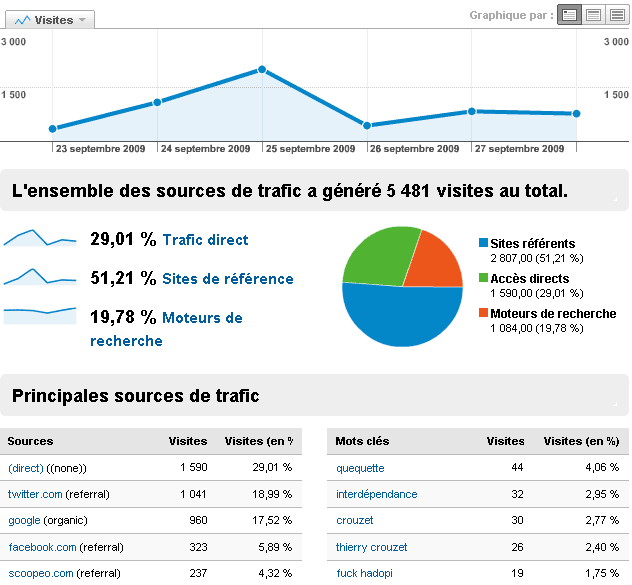 Visites
Graphique par :
3 000
3 000
1 500
1 500
23 septembre 2009
24 septembre 2009
25 septembre 2009
26 septembre 2009
27 septembre 2009
L'ensemble des sources de trafic a généré 5 481 visites au total.
29,01 % Trafic direct
51,21 % Sites de référence
19,78 % Moteurs de
recherche
Sites référents
2 807,00 (51,21 %)
Accès directs
1 590,00 (29,01 %)
Moteurs de recherche
1 084,00 (19,78 %)
Principales sources de trafic
Sources Visites Visites (en %
(direct) ((none)) 1 590 29,01 %
twitter.com (referral) 1 041 18,99 %
google (organic) 960 17,52 %
facebook.com (referral) 323 5,89 %
scoopeo.com (referral) 237 4,32 %
Mots clés Visites Visites (en %)
quequette 44 4,06 %
interdépendance 32 2,95 %
crouzet 30 2,77 %
thierry crouzet 26 2,40 %
fuck hadopi 19 1,75 %